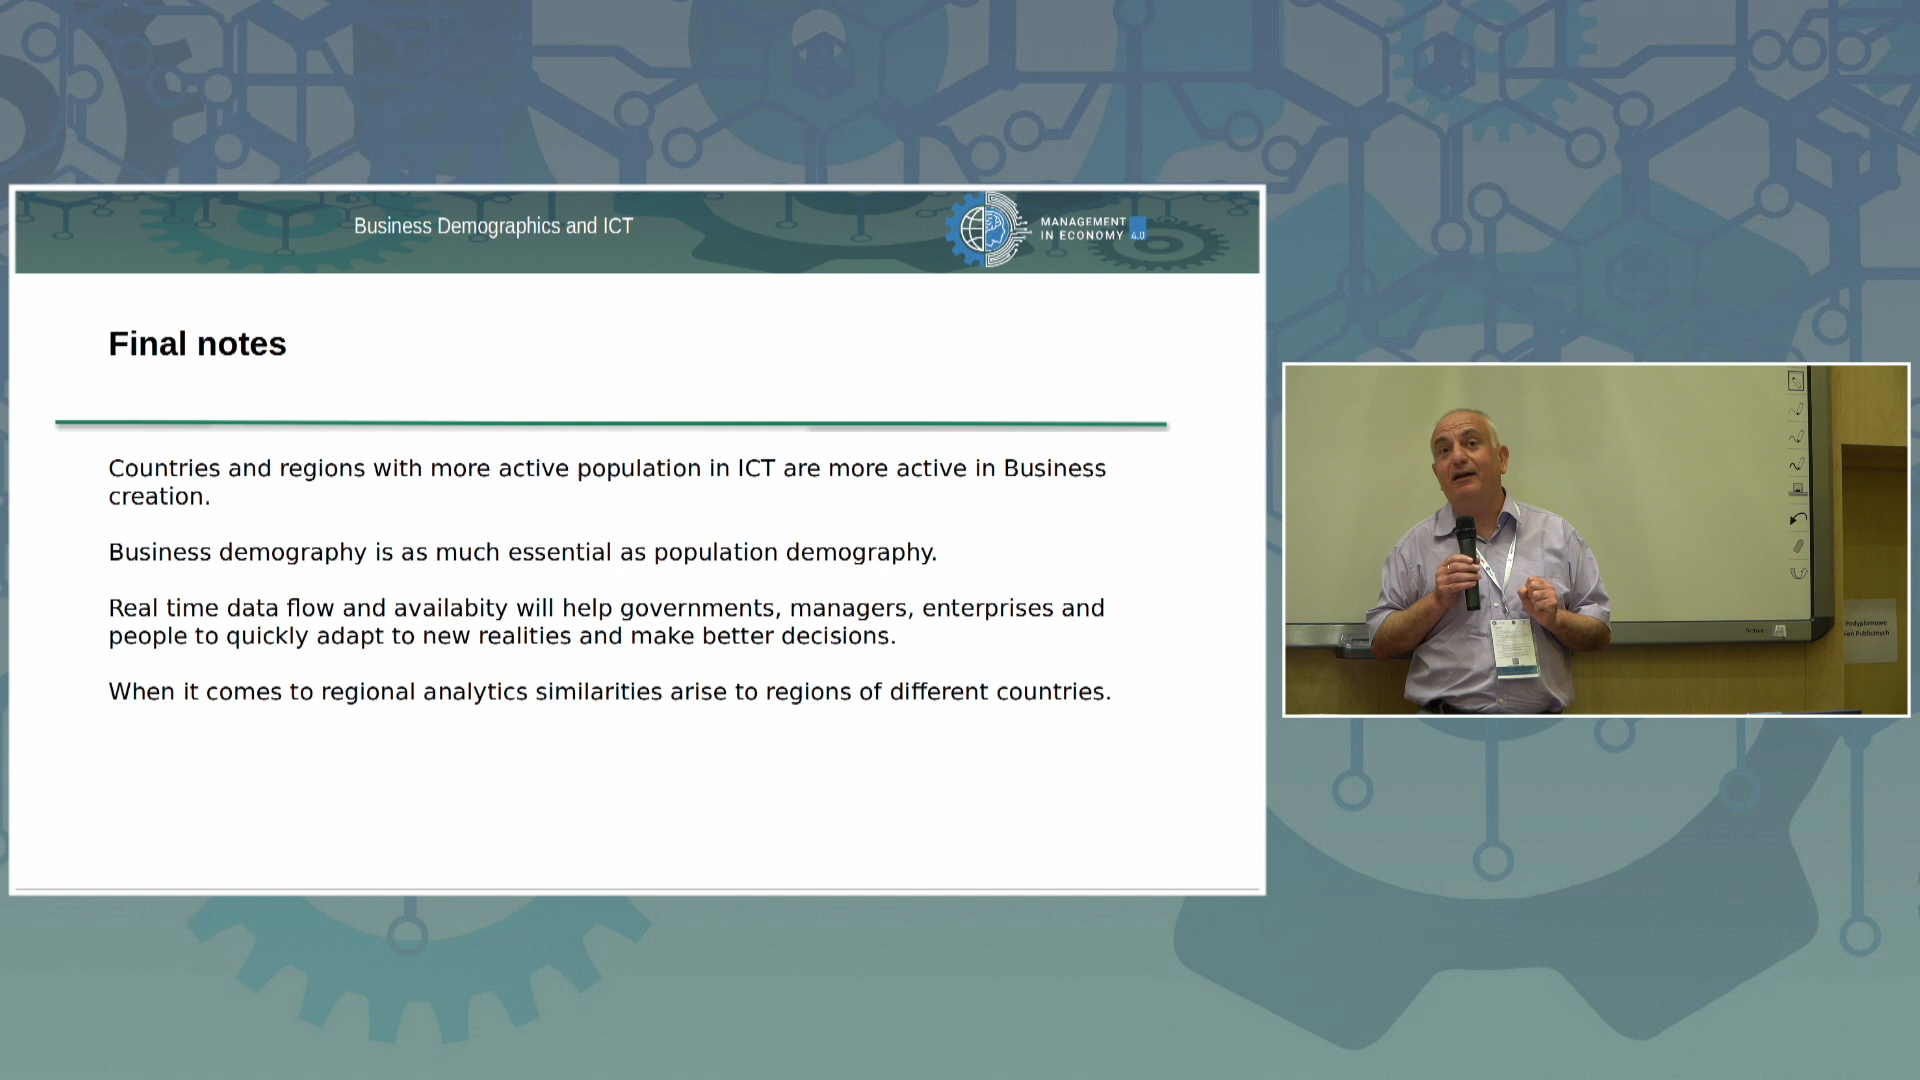 Business Demographics and ICT
MANAGEMENT
IN ECONOMY 4.0
Final notes
Countries and regions with more active population in ICT are more active in Business
creation.
Business demography is as much essential as population demography.
Real time data flow and availabity will help governments, managers, enterprises and
people to quickly adapt to new realities and make better decisions.
When it comes to regional analytics similarities arise to regions of different countries.
Podyplomowe
Publicznych